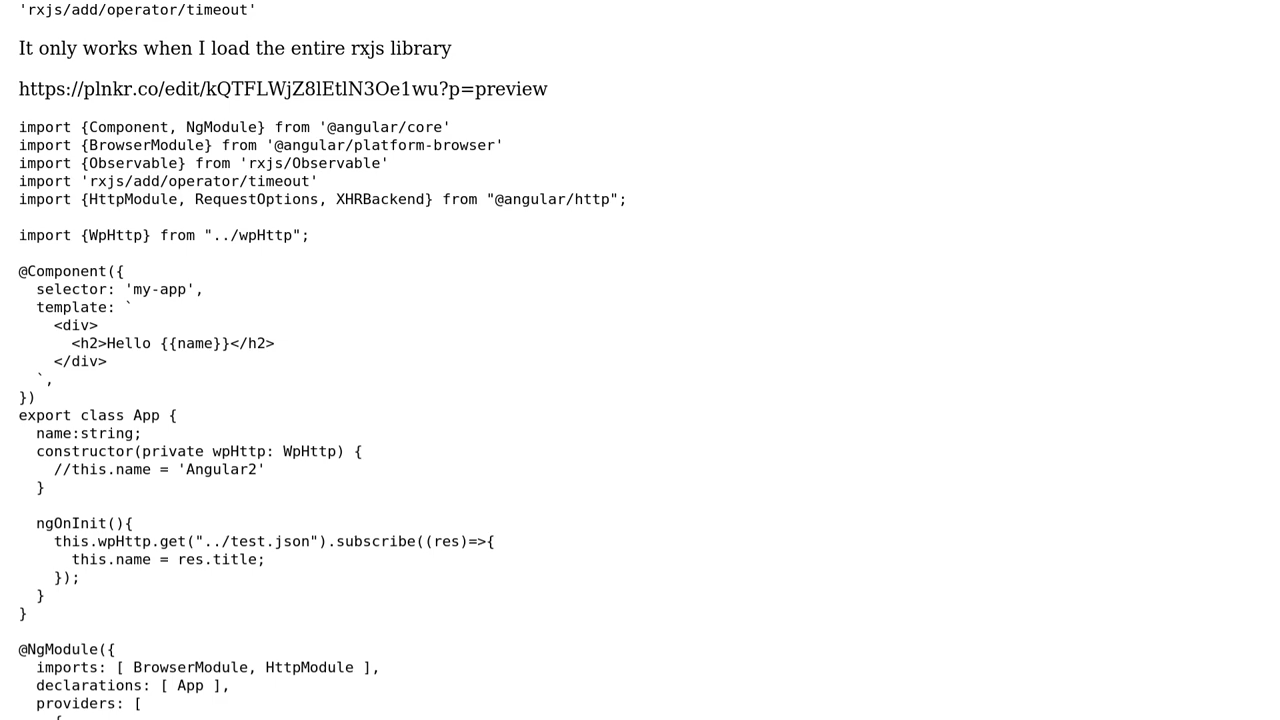 'rxjs/add/operator/timeout'
It only works when I load the entire rxjs library
https://plnkr.co/edit/kQTFLWjZ8lEtlN3Oe1wu?p=preview
import {Component, NgModule} from '@angular/core'
import {BrowserModule} from '@angular/platform-browser'
import {Observable} from 'rxjs/Observable'
import 'rxjs/add/operator/timeout'
import {HttpModule, RequestOptions, XHRBackend} from "@angular/http";
import {WpHttp} from "../wpHttp";
@Component({
  selector: 'my-app',
  template: `
    <div>
      <h2>Hello {{name}}</h2>
    </div>
  `,
})
export class App {
  name:string;
  constructor(private wpHttp: WpHttp) {
    //this.name = 'Angular2'
  }
  ngOnInit(){
    this.wpHttp.get("../test.json").subscribe((res)=>{
      this.name = res.title;
    });
  }
}
@NgModule({
  imports: [ BrowserModule, HttpModule ],
  declarations: [ App ],
  providers: [